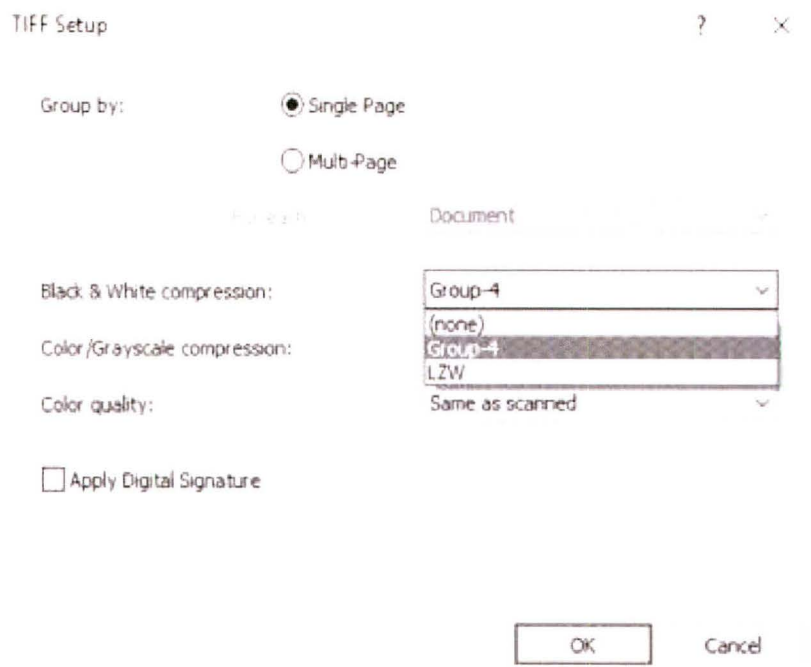 TIFF Setup ? ×
Group by: Single Page
Multi-Page
Document
Black & White compression: Group-4
(none)
Color/Grayscale compression: Group-4
LZW
Color quality: Same as scanned
Apply Digital Signature
OK Cancel